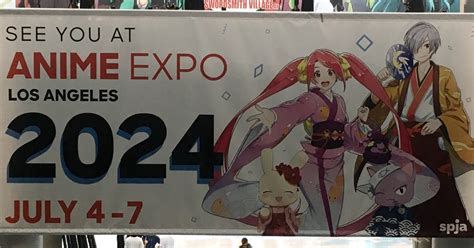 SEE YOU AT
ANIME EXPO
LOS ANGELES
2024
JULY 4-7
spja